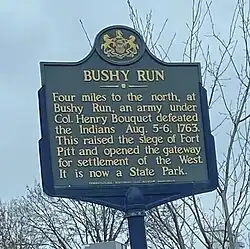 BUSHY RUN
Four miles to the north, at
Bushy Run, an army under
Col. Henry Bouquet defeated
the Indians Aug. 5-6, 1763.
This raised the siege of Fort
Pitt and opened the gateway
for settlement of the West.
It is now a State Park.